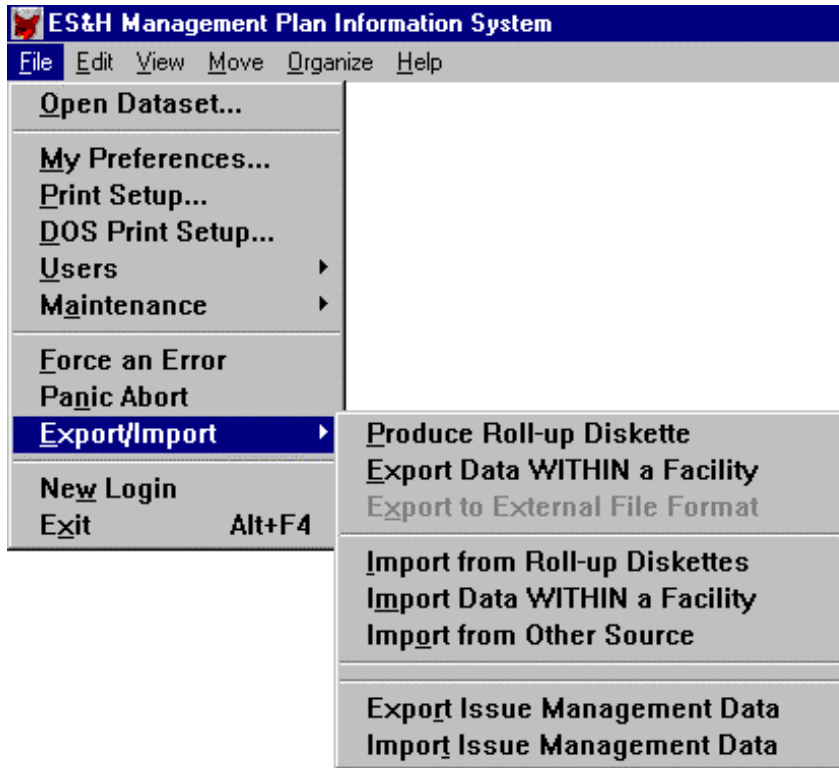 ES&H Management Plan Information System
File Edit View Move Organize Help
Open Dataset...
My Preferences...
Print Setup...
DOS Print Setup...
Users
Maintenance
Force an Error
Panic Abort
Export/Import
New Login
Exit Alt+F4
Produce Roll-up Diskette
Export Data WITHIN a Facility
Export to External File Format
Import from Roll-up Diskettes
Import Data WITHIN a Facility
Import from Other Source
Export Issue Management Data
Import Issue Management Data